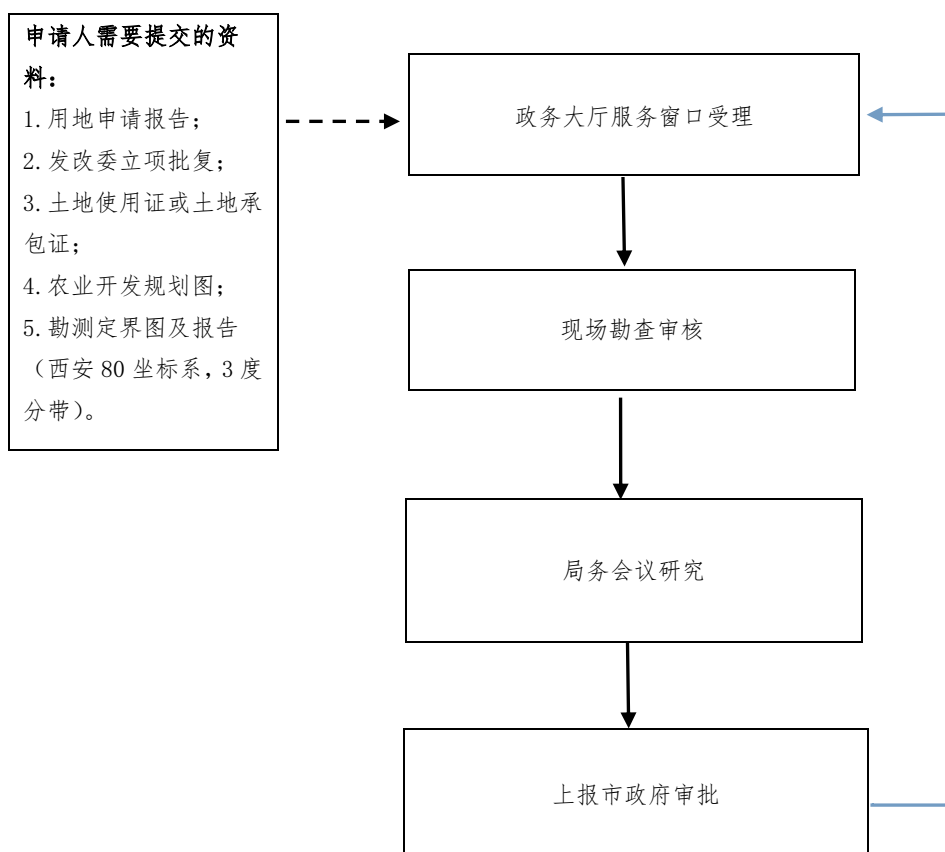 申请人需要提交的资
料：
1.用地申请报告；
2.发改委立项批复；
3.土地使用证或土地承
包证；
4.农业开发规划图；
5.勘测定界图及报告
（西安80坐标系，3度
分带）。
政务大厅服务窗口受理
现场勘查审核
局务会议研究
上报市政府审批